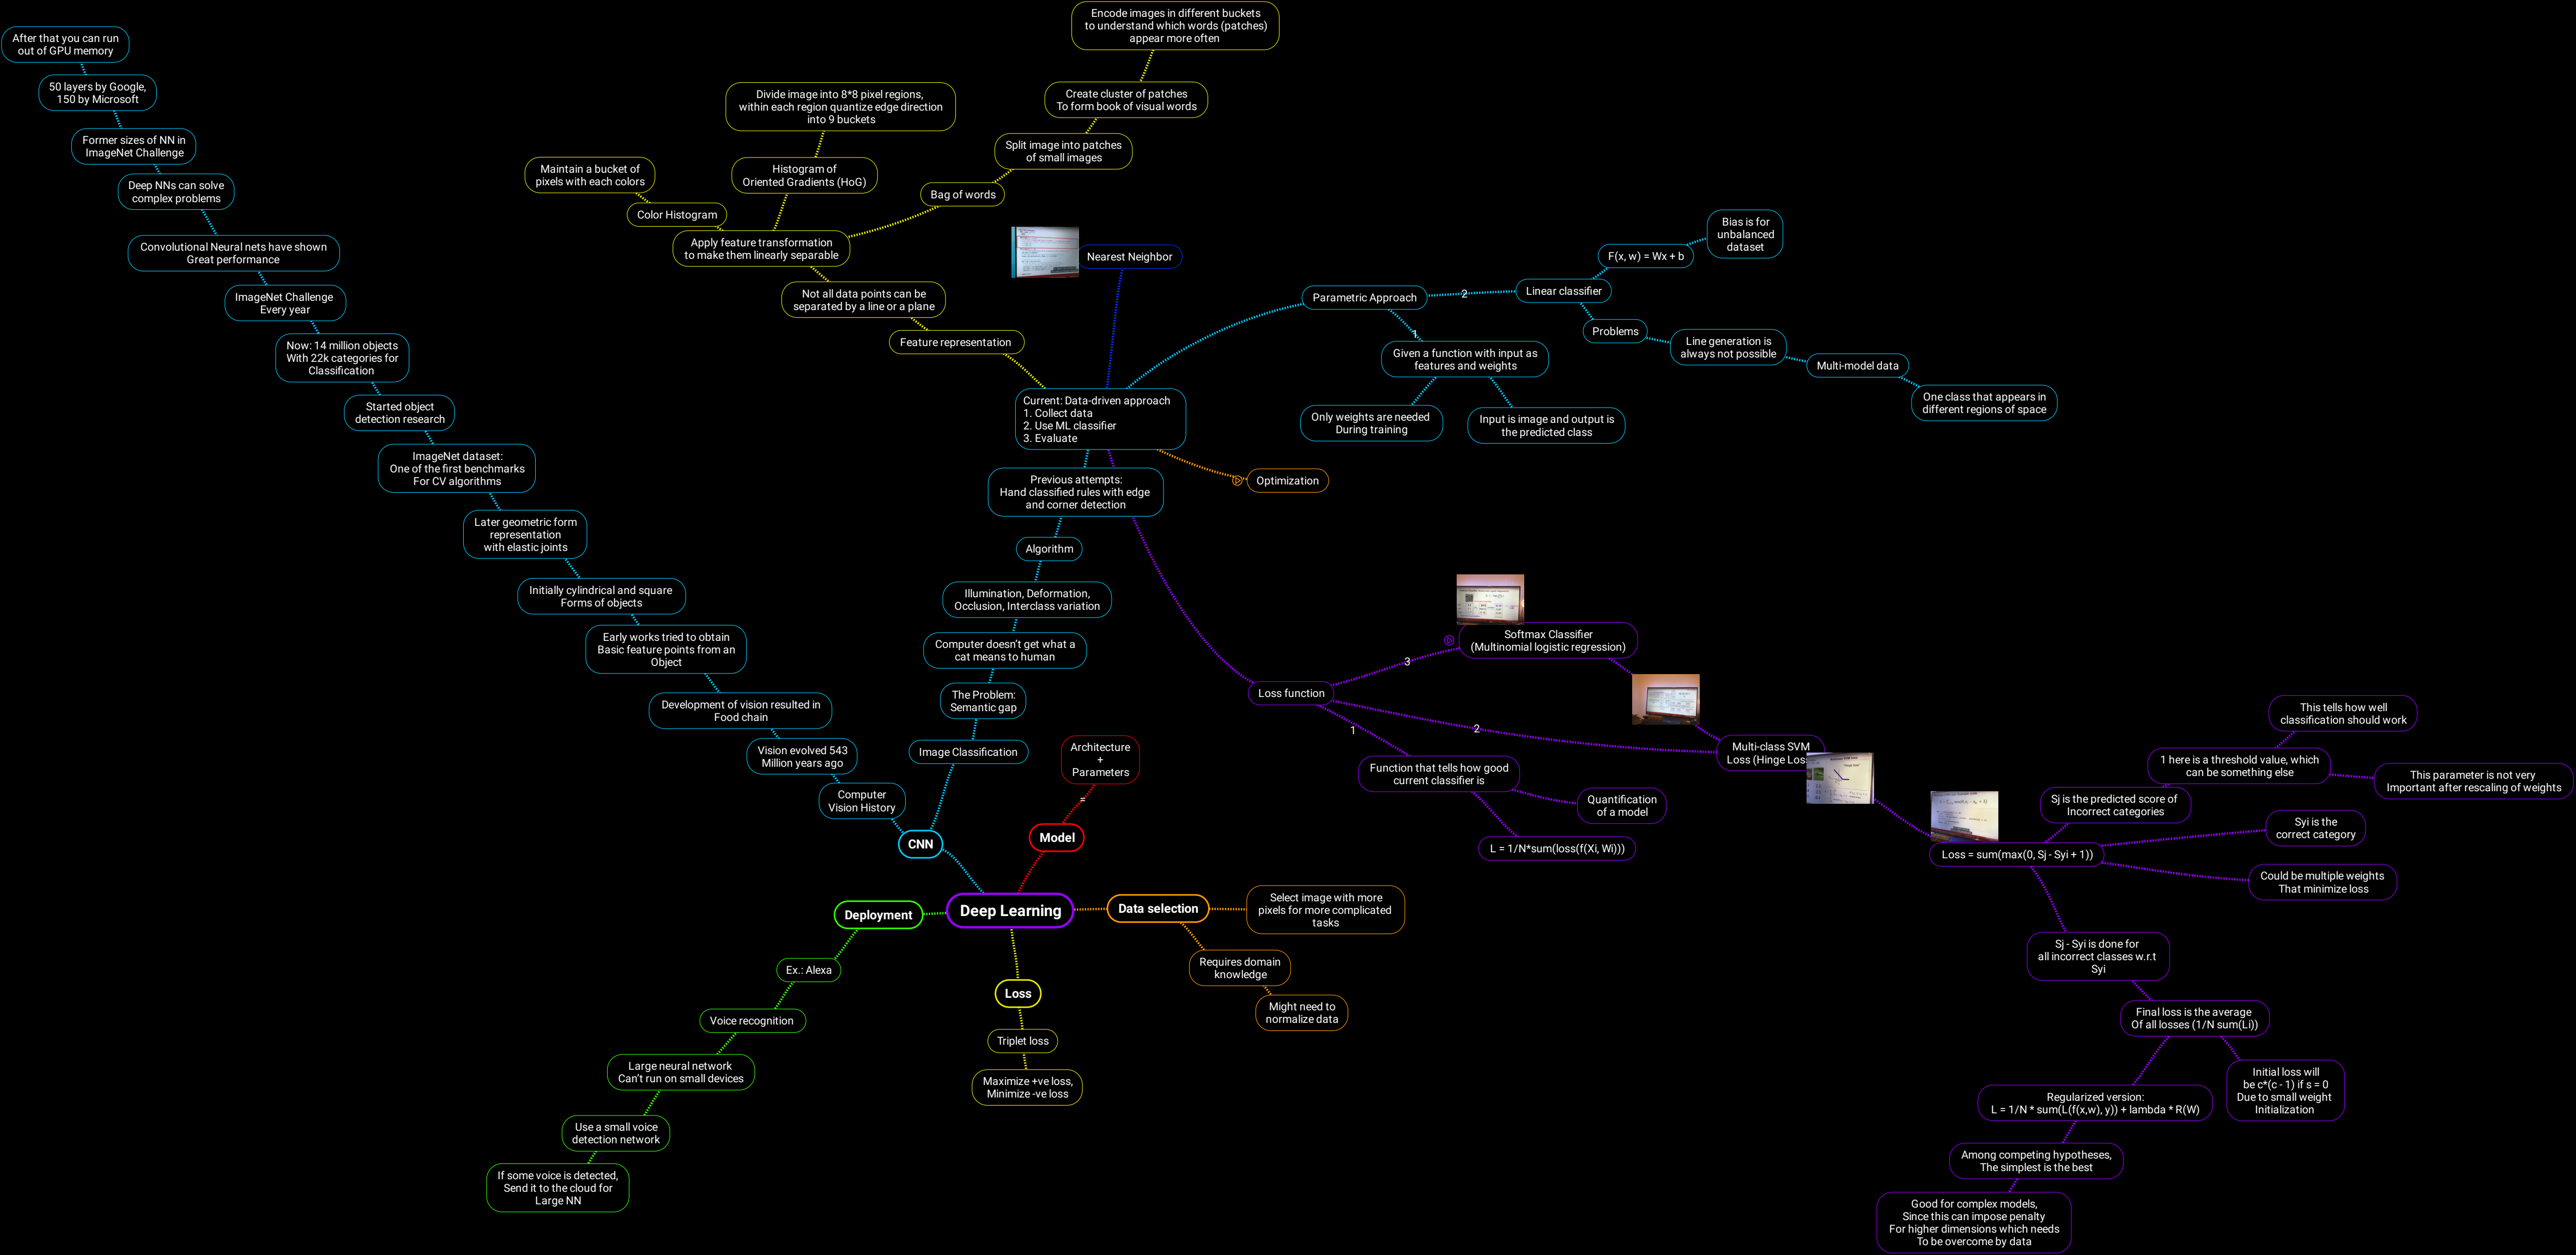 Deep Learning
CNN
Computer
Vision History
Vision evolved 543
Million years ago
Development of vision resulted in
Food chain
Early works tried to obtain
Basic feature points from an
Object
Initially cylindrical and square
Forms of objects
Later geometric form
representation
with elastic joints
ImageNet dataset:
One of the first benchmarks
For CV algorithms
Started object
detection research
Now: 14 million objects
With 22k categories for
Classification
ImageNet Challenge
Every year
Convolutional Neural nets have shown
Great performance
Deep NNs can solve
complex problems
Former sizes of NN in
ImageNet Challenge
50 layers by Google,
150 by Microsoft
After that you can run
out of GPU memory
Image Classification
The Problem:
Semantic gap
Computer doesn't get what a
cat means to human
Illumination, Deformation,
Occlusion, Interclass variation
Algorithm
Previous attempts:
Hand classified rules with edge
and corner detection
Current: Data-driven approach
1. Collect data
2. Use ML classifier
3. Evaluate
Feature representation
Not all data points can be
separated by a line or a plane
Apply feature transformation
to make them linearly separable
Color Histogram
Maintain a bucket of
pixels with each colors
Histogram of
Oriented Gradients (HoG)
Divide image into 8*8 pixel regions,
within each region quantize edge direction
into 9 buckets
Bag of words
Split image into patches
of small images
Create cluster of patches
To form book of visual words
Encode images in different buckets
to understand which words (patches)
appear more often
Nearest Neighbor
Parametric Approach
1
Given a function with input as
features and weights
Only weights are needed
During training
Input is image and output is
the predicted class
2
Linear classifier
F(x, w) = Wx + b
Bias is for
unbalanced
dataset
Problems
Line generation is
always not possible
Multi-model data
One class that appears in
different regions of space
Optimization
Loss function
1
Function that tells how good
current classifier is
Quantification
of a model
L = 1/N*sum(loss(f(Xi, Wi)))
2
Multi-class SVM
Loss (Hinge Los
3
Softmax Classifier
(Multinomial logistic regression)
Loss = sum(max(0, Sj - Syi + 1))
Sj is the predicted score of
Incorrect categories
1 here is a threshold value, which
can be something else
This tells how well
classification should work
This parameter is not very
Important after rescaling of weights
Syi is the
correct category
Could be multiple weights
That minimize loss
Sj - Syi is done for
all incorrect classes w.r.t
Syi
Final loss is the average
Of all losses (1/N sum(Li))
Initial loss will
be c*(c - 1) if s = 0
Due to small weight
Initialization
Regularized version:
L = 1/N * sum(L(f(x,w), y)) + lambda * R(W)
Among competing hypotheses,
The simplest is the best
Good for complex models,
Since this can impose penalty
For higher dimensions which needs
To be overcome by data
Model
=
Architecture
+
Parameters
Data selection
Select image with more
pixels for more complicated
tasks
Requires domain
knowledge
Might need to
normalize data
Loss
Triplet loss
Maximize +ve loss,
Minimize -ve loss
Deployment
Ex.: Alexa
Voice recognition
Large neural network
Can't run on small devices
Use a small voice
detection network
If some voice is detected,
Send it to the cloud for
Large NN